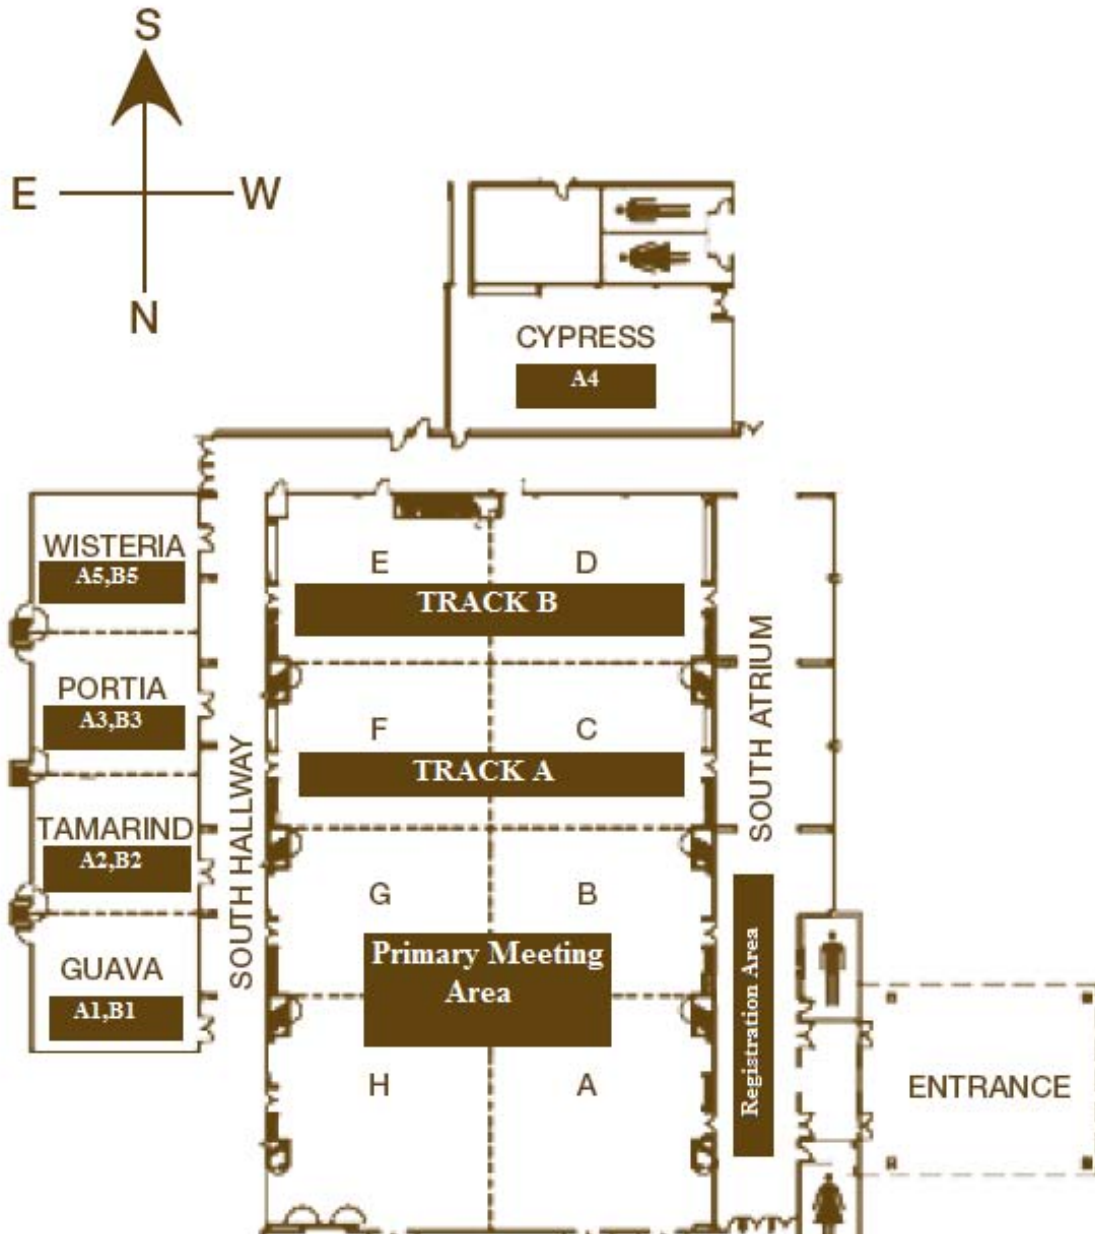 S
E
W
N
CYPRESS
A4
WISTERIA
A5,B5
E
D
TRACK B
PORTIA
A3,B3
F
C
TRACK A
SOUTH ATRIUM
SOUTH HALLWAY
TAMARIND
A2,B2
G
B
Primary Meeting
Area
Registration Area
GUAVA
A1,B1
H
A
ENTRANCE